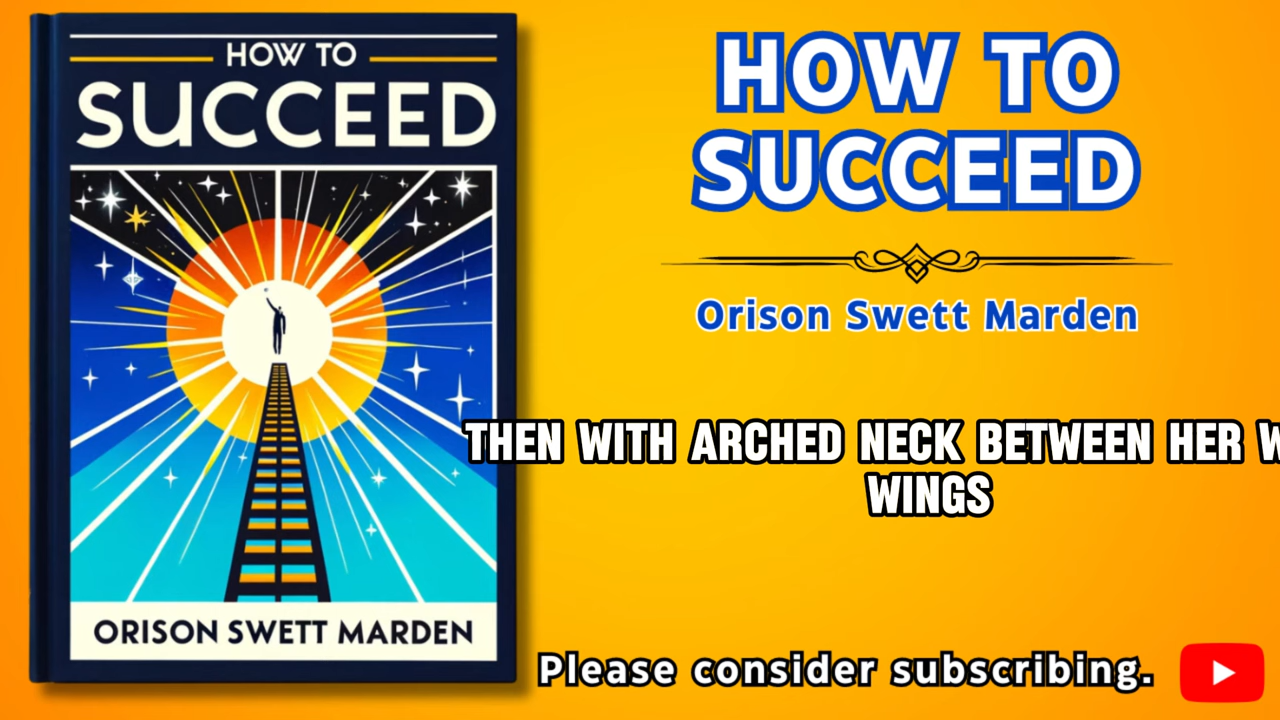 HOW TO
SUCCEED
ORISON SWETT MARDEN
HOW TO
SUCCEED
Orison Swett Marden
THEN WITH ARCHED NECK BETWEEN HER
WINGS
Please consider subscribing.